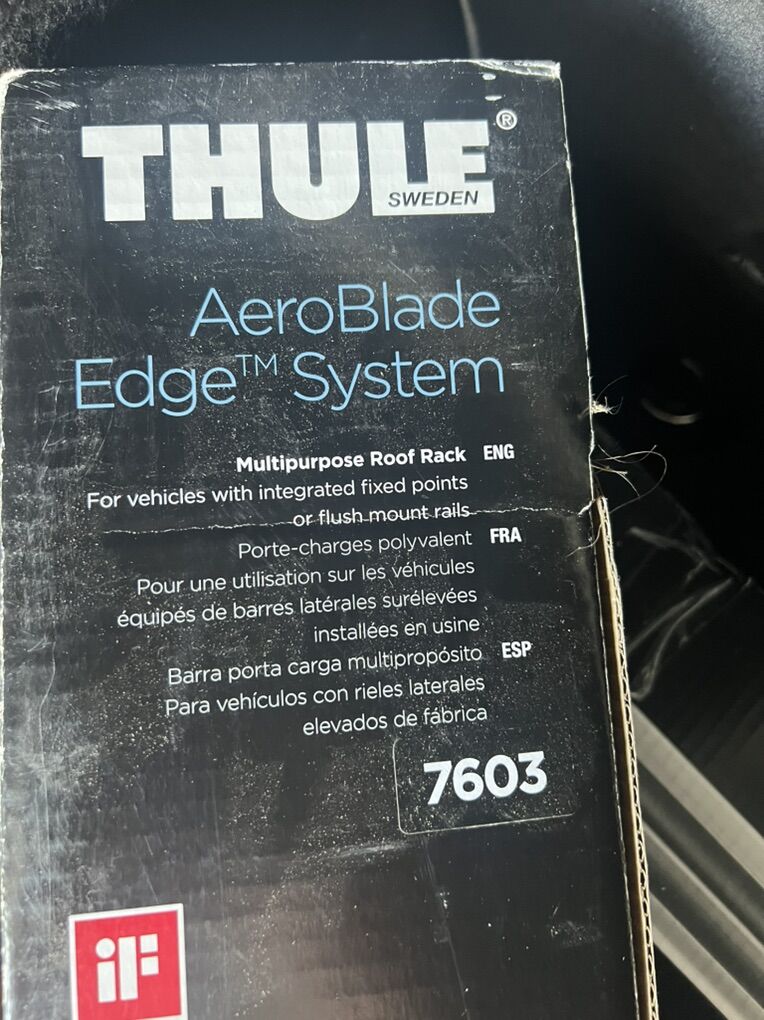 THULE®
SWEDEN
AeroBlade
Edge™ System
Multipurpose Roof Rack ENG
For vehicles with integrated fixed points
or flush mount rails
Porte-charges polyvalent FRA
Pour une utilisation sur les véhicules
équipés de barres latérales surélevées
installées en usine
Barra porta carga multipropósito ESP
Para vehículos con rieles laterales
elevados de fábrica
7603
iF